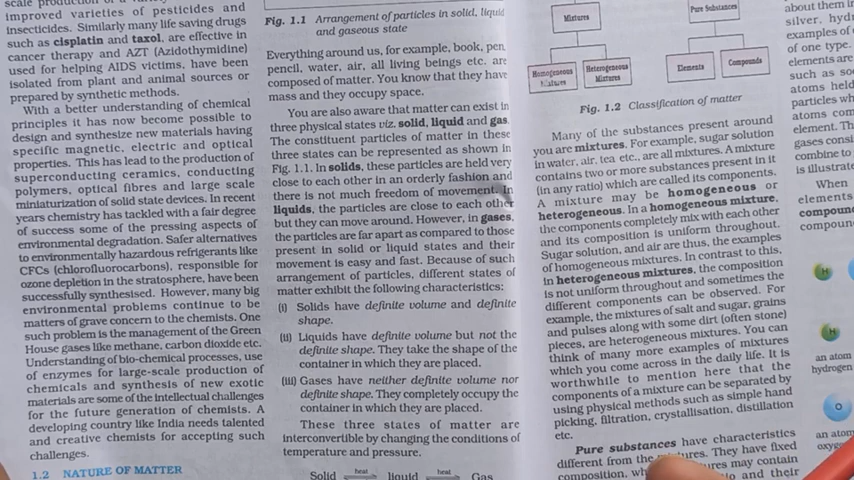 scale production of a
improved varieties of pesticides and
insecticides. Similarly many life saving drugs
such as cisplatin and taxol, are effective in
cancer therapy and AZT (Azidothymidine)
used for helping AIDS victims, have been
isolated from plant and animal sources or
prepared by synthetic methods.
With a better understanding of chemical
principles it has now become possible to
design and synthesize new materials having
specific magnetic, electric and optical
properties. This has lead to the production of
superconducting ceramics, conducting
polymers, optical fibres and large scale
miniaturization of solid state devices. In recent
years chemistry has tackled with a fair degree
of success some of the pressing aspects of
environmental degradation. Safer alternatives
to environmentally hazardous refrigerants like
CFCs (chlorofluorocarbons), responsible for
ozone depletion in the stratosphere, have been
successfully synthesised. However, many big
environmental problems continue to be
matters of grave concern to the chemists. One
such problem is the management of the Green
House gases like methane, carbon dioxide etc.
Understanding of bio-chemical processes, use
of enzymes for large-scale production of
chemicals and synthesis of new exotic
materials are some of the intellectual challenges
for the future generation of chemists. A
developing country like India needs talented
and creative chemists for accepting such
challenges.
1.2 NATURE OF MATTER
Fig. 1.1 Arrangement of particles in solid, liquid
and gaseous state
Everything around us, for example, book, pen,
pencil, water, air, all living beings etc. are
composed of matter. You know that they have
mass and they occupy space.
You are also aware that matter can exist in
three physical states viz. solid, liquid and gas.
The constituent particles of matter in these
three states can be represented as shown in
Fig. 1.1. In solids, these particles are held very
close to each other in an orderly fashion and
there is not much freedom of movement. In
liquids, the particles are close to each other
but they can move around. However, in gases,
the particles are far apart as compared to those
present in solid or liquid states and their
movement is easy and fast. Because of such
arrangement of particles, different states of
matter exhibit the following characteristics:
(i) Solids have definite volume and definite
shape.
(ii) Liquids have definite volume but not the
definite shape. They take the shape of the
container in which they are placed.
(iii) Gases have neither definite volume nor
definite shape. They completely occupy the
container in which they are placed.
These three states of matter are
interconvertible by changing the conditions of
temperature and pressure.
Solid heat liquid heat Gas
Mixtures
Pure Substances
Homogeneous Mixtures
Heterogeneous Mixtures
Elements
Compounds
Fig. 1.2 Classification of matter
Many of the substances present around
you are mixtures. For example, sugar solution
in water, air, tea etc., are all mixtures. A mixture
contains two or more substances present in it
(in any ratio) which are called its components.
A mixture may be homogeneous or
heterogeneous. In a homogeneous mixture,
the components completely mix with each other
and its composition is uniform throughout.
Sugar solution, and air are thus, the examples
of homogeneous mixtures. In contrast to this,
in heterogeneous mixtures, the composition
is not uniform throughout and sometimes the
different components can be observed. For
example, the mixtures of salt and sugar, grains
and pulses along with some dirt (often stone)
pieces, are heterogeneous mixtures. You can
think of many more examples of mixtures
which you come across in the daily life. It is
worthwhile to mention here that the
components of a mixture can be separated by
using physical methods such as simple hand
picking, filtration, crystallisation, distillation
etc.
Pure substances have characteristics
different from the mixtures. They have fixed
composition, wh ures may contain
io and their
about them in
silver, hydr
examples of
of one type.
elements are
such as so
atoms held
particles wh
atoms com
element. Th
gases consi
combine to
is illustrate
When
elements
compoun
compoun
H
H
an atom
hydrogen
O
an atom
oxyge